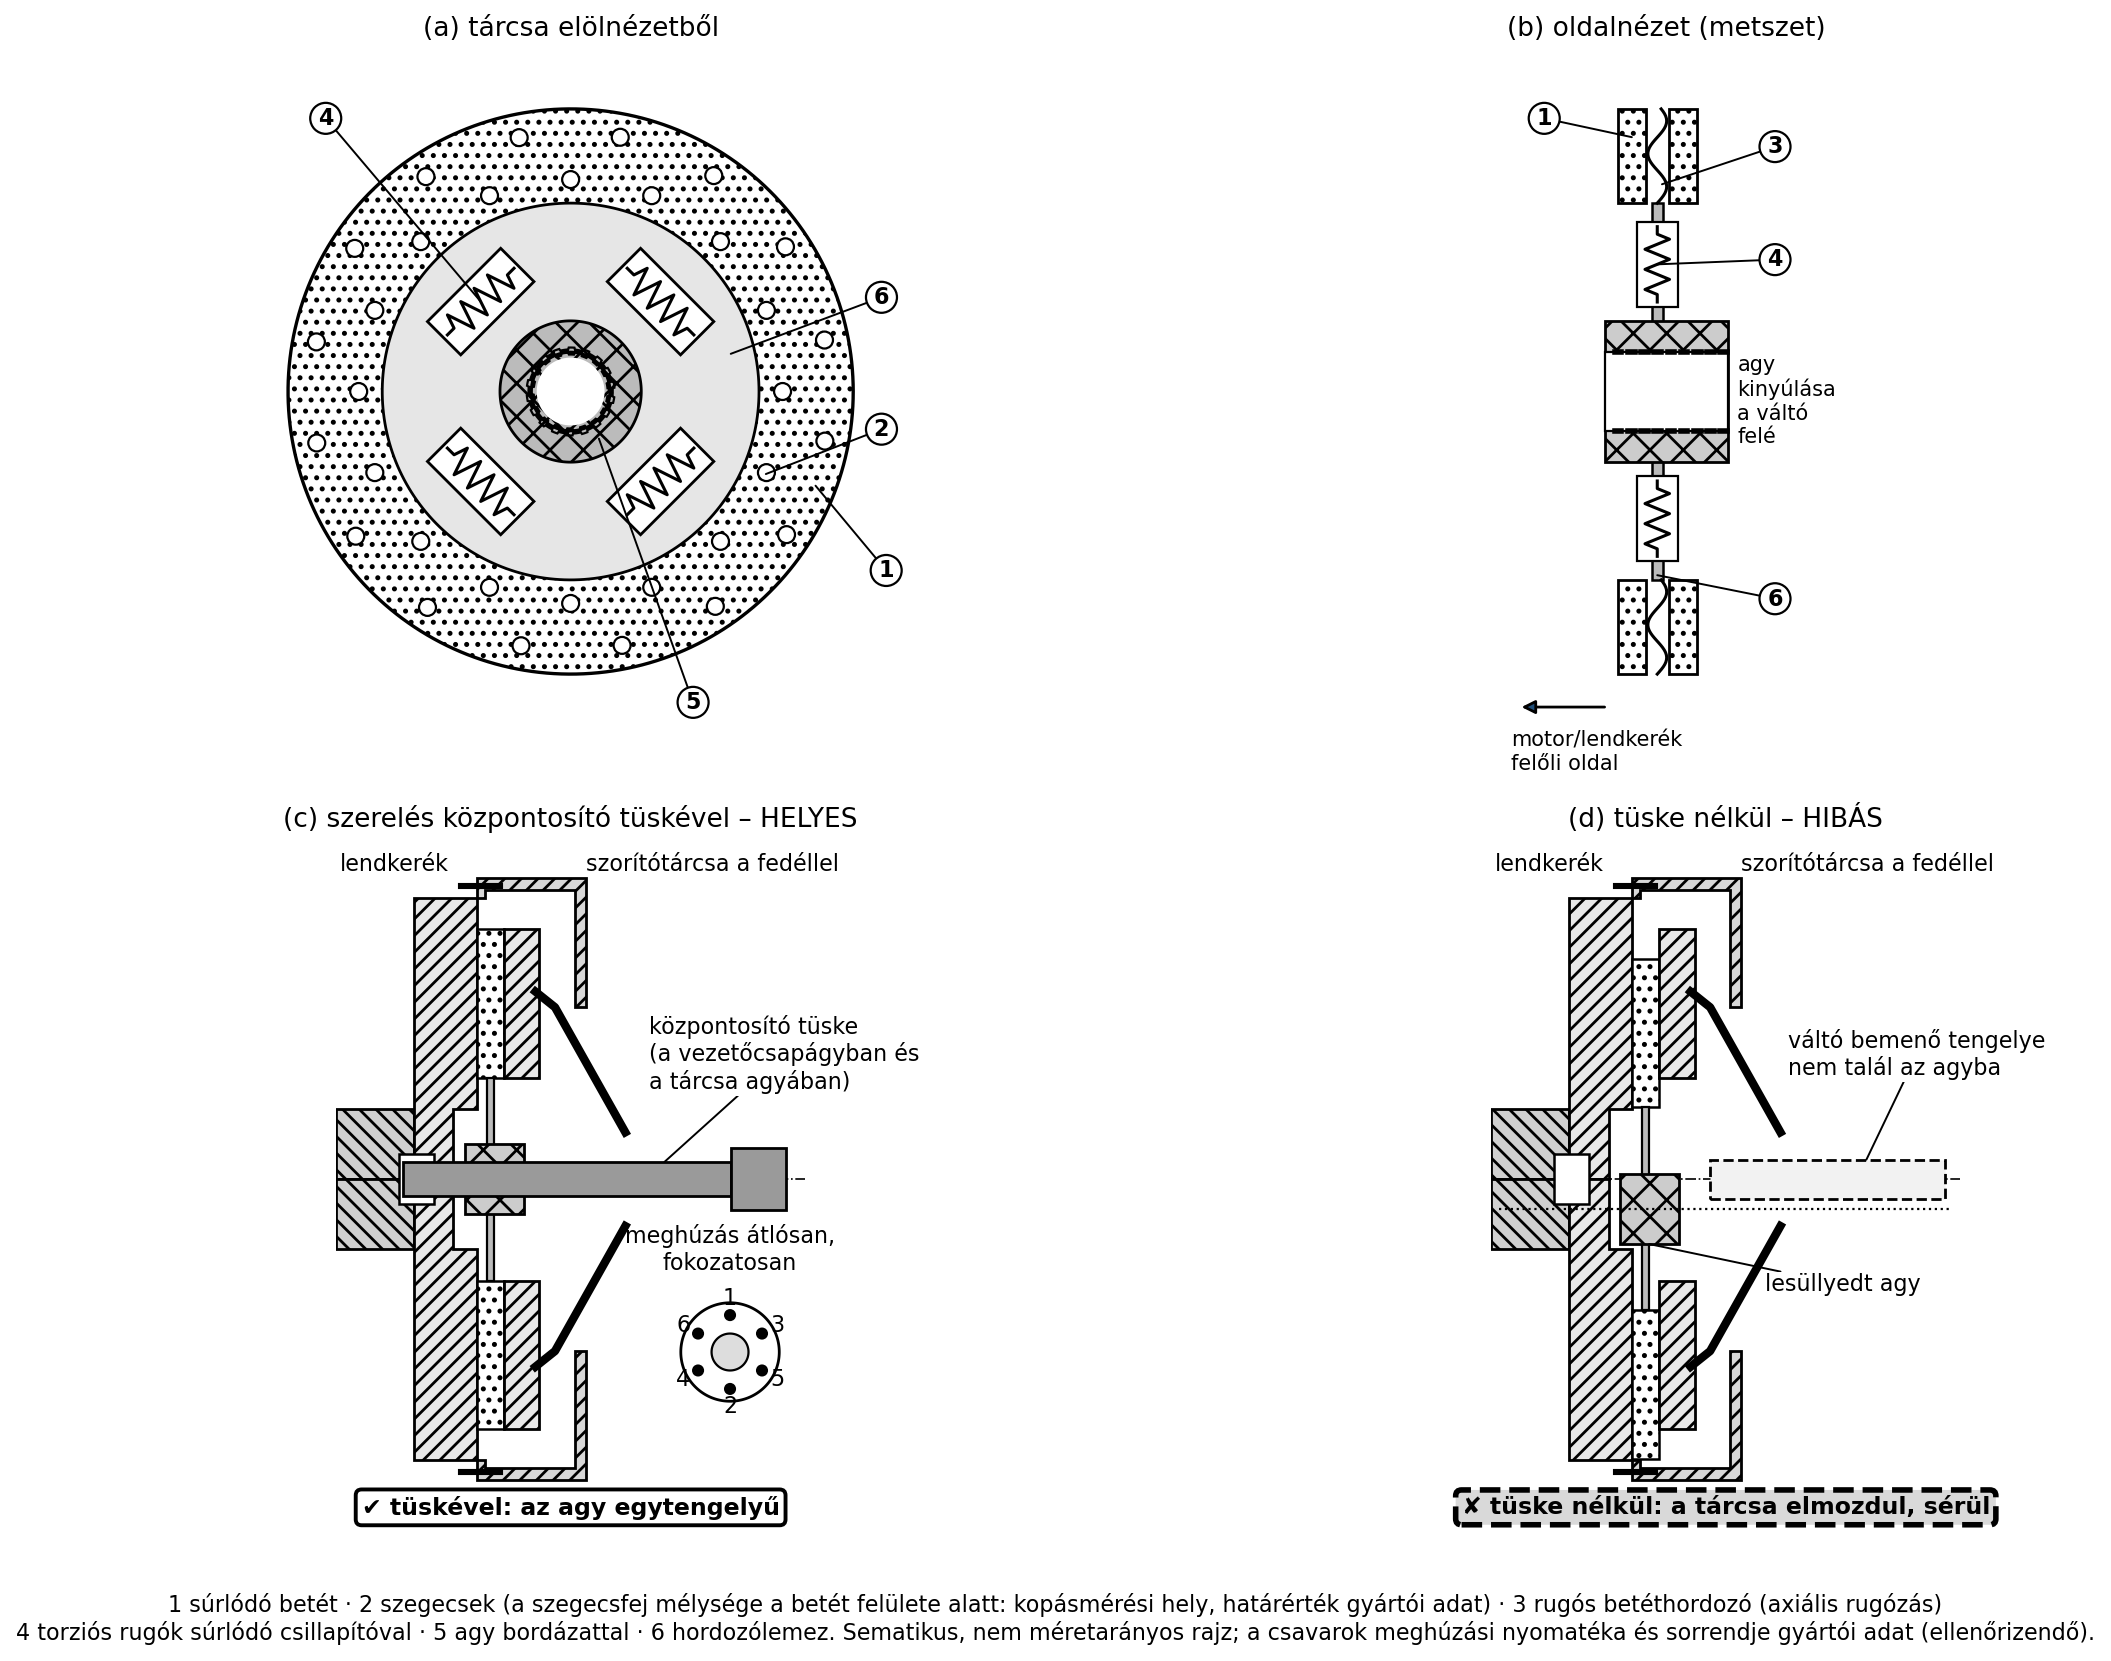 (a) tárcsa elölnézetből
(b) oldalnézet (metszet)
4
6
2
1
5
1
3
4
agy
kinyúlása
a váltó
felé
6
motor/lendkerék
felőli oldal
(c) szerelés központosító tüskével – HELYES
lendkerék
szorítótárcsa a fedéllel
központosító tüske
(a vezetőcsapágyban és
a tárcsa agyában)
meghúzás átlósan,
fokozatosan
1
6
3
4
5
2
✔ tüskével: az agy egytengelyű
(d) tüske nélkül – HIBÁS
lendkerék
szorítótárcsa a fedéllel
váltó bemenő tengelye
nem talál az agyba
lesüllyedt agy
✘ tüske nélkül: a tárcsa elmozdul, sérül
1 súrlódó betét · 2 szegecsek (a szegecsfej mélysége a betét felülete alatt: kopásmérési hely, határérték gyártói adat) · 3 rugós betéthordozó (axiális rugózás)
4 torziós rugók súrlódó csillapítóval · 5 agy bordázattal · 6 hordozólemez. Sematikus, nem méretarányos rajz; a csavarok meghúzási nyomatéka és sorrendje gyártói adat (ellenőrizendő).